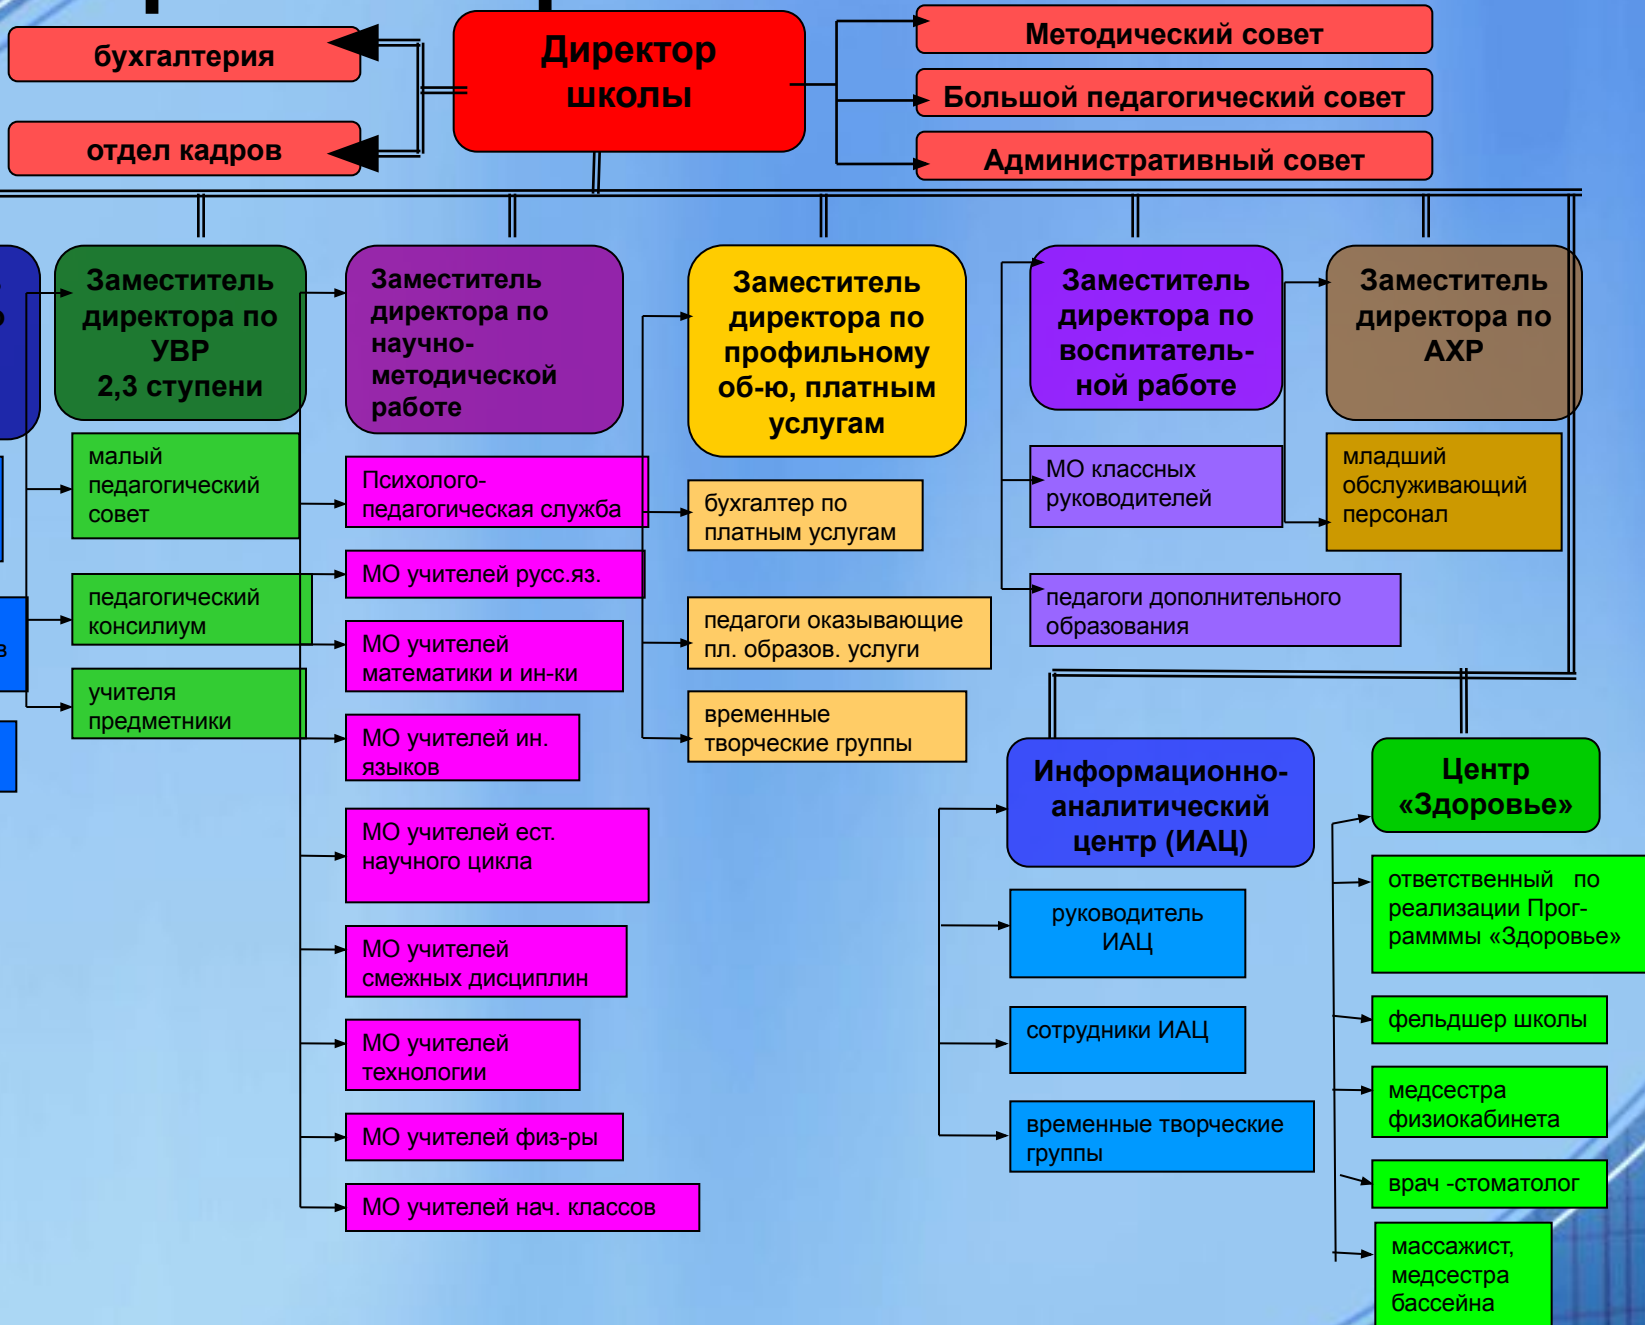 бухгалтерия
отдел кадров
Директор
школы
Методический совет
Большой педагогический совет
Административный совет
Заместитель
директора по
УВР
2,3 ступени
малый
педагогический
совет
педагогический
консилиум
учителя
предметники
Заместитель
директора по
научно-
методической
работе
Психолого-
педагогическая служба
МО учителей русс.яз.
МО учителей
математики и ин-ки
МО учителей ин.
языков
МО учителей ест.
научного цикла
МО учителей
смежных дисциплин
МО учителей
технологии
МО учителей физ-ры
МО учителей нач. классов
Заместитель
директора по
профильному
об-ю, платным
услугам
бухгалтер по
платным услугам
педагоги оказывающие
пл. образов. услуги
временные
творческие группы
Заместитель
директора по
воспитатель-
ной работе
МО классных
руководителей
педагоги дополнительного
образования
Заместитель
директора по
АХР
младший
обслуживающий
персонал
Информационно-
аналитический
центр (ИАЦ)
руководитель
ИАЦ
сотрудники ИАЦ
временные творческие
группы
Центр
«Здоровье»
ответственный по
реализации Прог-
рамммы «Здоровье»
фельдшер школы
медсестра
физиокабинета
врач -стоматолог
массажист,
медсестра
бассейна